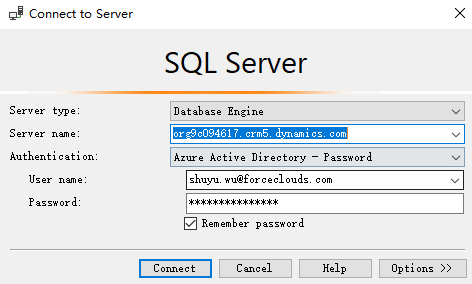 Connect to Server
SQL Server
Server type: Database Engine
Server name: org9c094617.crm5.dynamics.com
Authentication: Azure Active Directory - Password
User name: shuyu.wu@forceclouds.com
Password: ***************
Remember password
Connect Cancel Help Options >>